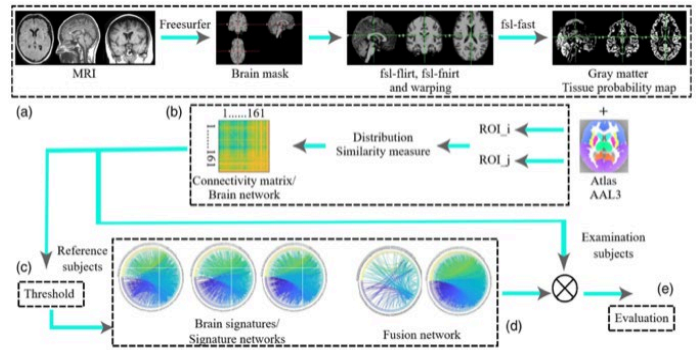 Freesurfer
fsl-fast
MRI
Brain mask
fsl-flirt, fsl-fnirt
and warping
Gray matter
Tissue probability map
(a)
(b)
1......161
1......161
Connectivity matrix/
Brain network
Distribution
Similarity measure
ROI_i
ROI_j
+
Atlas
AAL3
(c)
Reference
subjects
Threshold
Brain signatures/
Signature networks
Fusion network
(d)
Examination
subjects
(e)
Evaluation